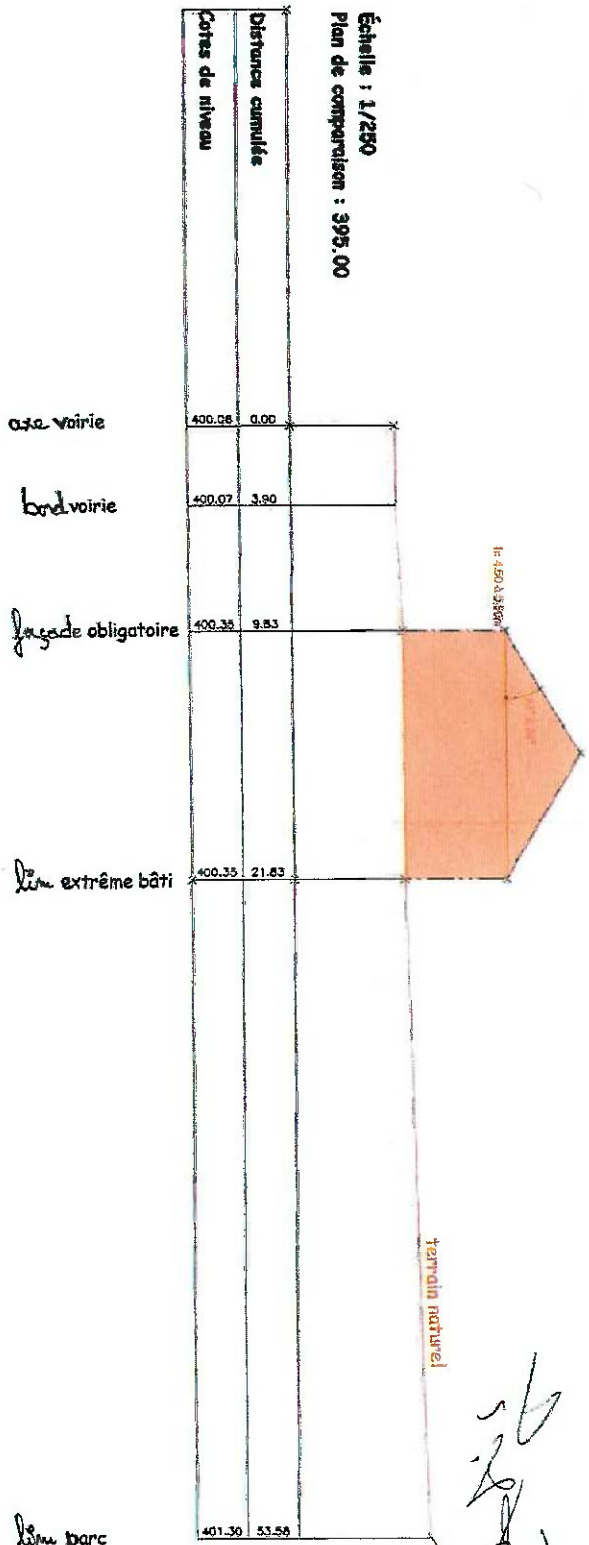 Échelle : 1/250
Plan de comparaison : 395.00
Distance cumulée
Cotes de niveau
axe voirie
400.08 0.00
bord voirie
400.07 3.90
façade obligatoire
400.35 9.83
lim extrême bâti
400.35 21.83
terrain naturel
lim parc
401.30 53.58